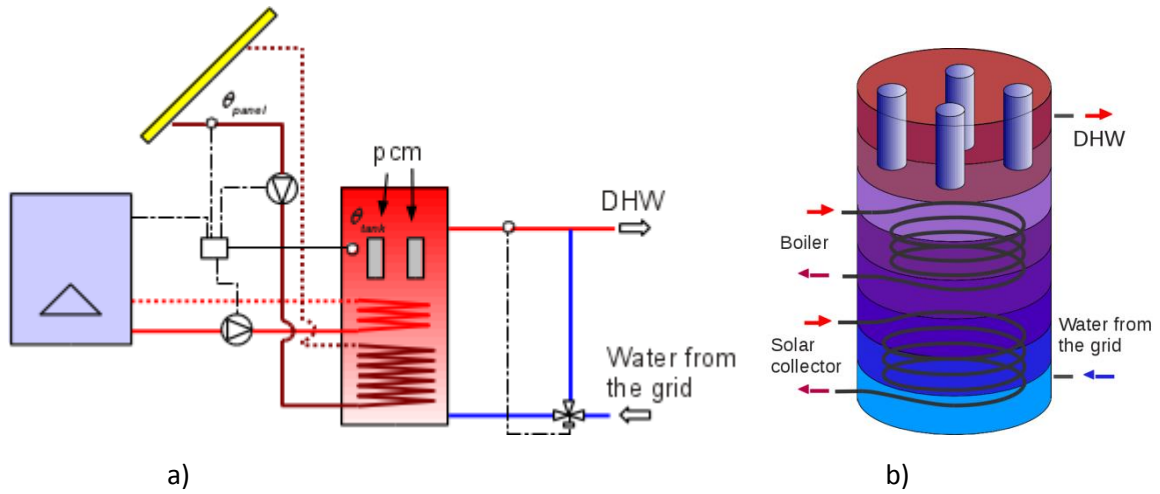 θpanel
pcm
θtank
DHW
Water from
the grid
a)
DHW
Boiler
Solar
collector
Water from
the grid
b)